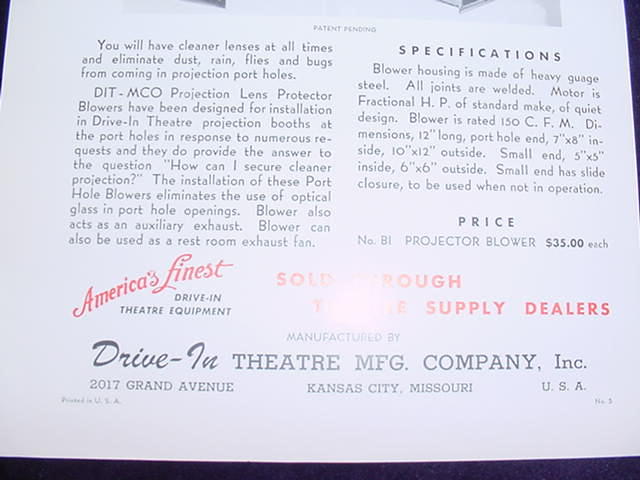 PATENT PENDING
You will have cleaner lenses at all times
and eliminate dust, rain, flies and bugs
from coming in projection port holes.
DIT-MCO Projection Lens Protector
Blowers have been designed for installation
in Drive-In Theatre projection booths at
the port holes in response to numerous re-
quests and they do provide the answer to
the question "How can I secure cleaner
projection?" The installation of these Port
Hole Blowers eliminates the use of optical
glass in port hole openings. Blower also
acts as an auxiliary exhaust. Blower can
also be used as a rest room exhaust fan.
SPECIFICATIONS
Blower housing is made of heavy guage
steel. All joints are welded. Motor is
Fractional H. P. of standard make, of quiet
design. Blower is rated 150 C. F. M. Di-
mensions, 12" long, port hole end, 7"x8" in-
side, 10"x12" outside. Small end, 5"x5"
inside, 6"x6" outside. Small end has slide
closure, to be used when not in operation.
PRICE
No. B1 PROJECTOR BLOWER $35.00 each
America's finest
DRIVE-IN
THEATRE EQUIPMENT
SOLD THROUGH
SUPPLY DEALERS
MANUFACTURED BY
Drive-In THEATRE MFG. COMPANY, Inc.
2017 GRAND AVENUE KANSAS CITY, MISSOURI U. S. A.
Printed in U. S. A. No. 5